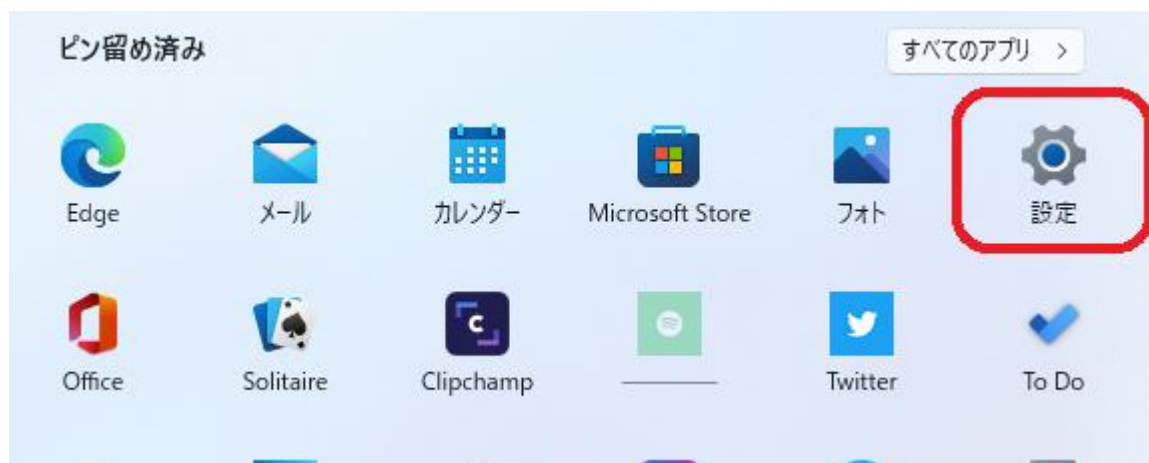 ピン留め済み
すべてのアプリ >
Edge
メール
カレンダー
Microsoft Store
フォト
設定
Office
Solitaire
Clipchamp
Twitter
To Do